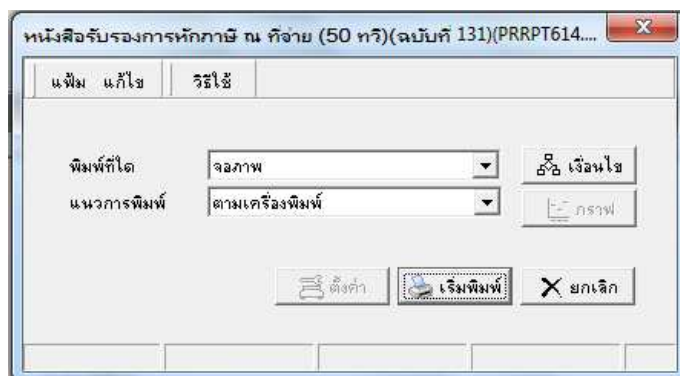 หนังสือรับรองการหักภาษี ณ ที่จ่าย (50 ทวิ)(ฉบับที่ 131)(PRRPT614....
แฟ้ม แก้ไข วิธีใช้
พิมพ์ที่ใด จอภาพ เงื่อนไข
แนวการพิมพ์ ตามเครื่องพิมพ์ กราฟ
ตั้งค่า เริ่มพิมพ์ ยกเลิก